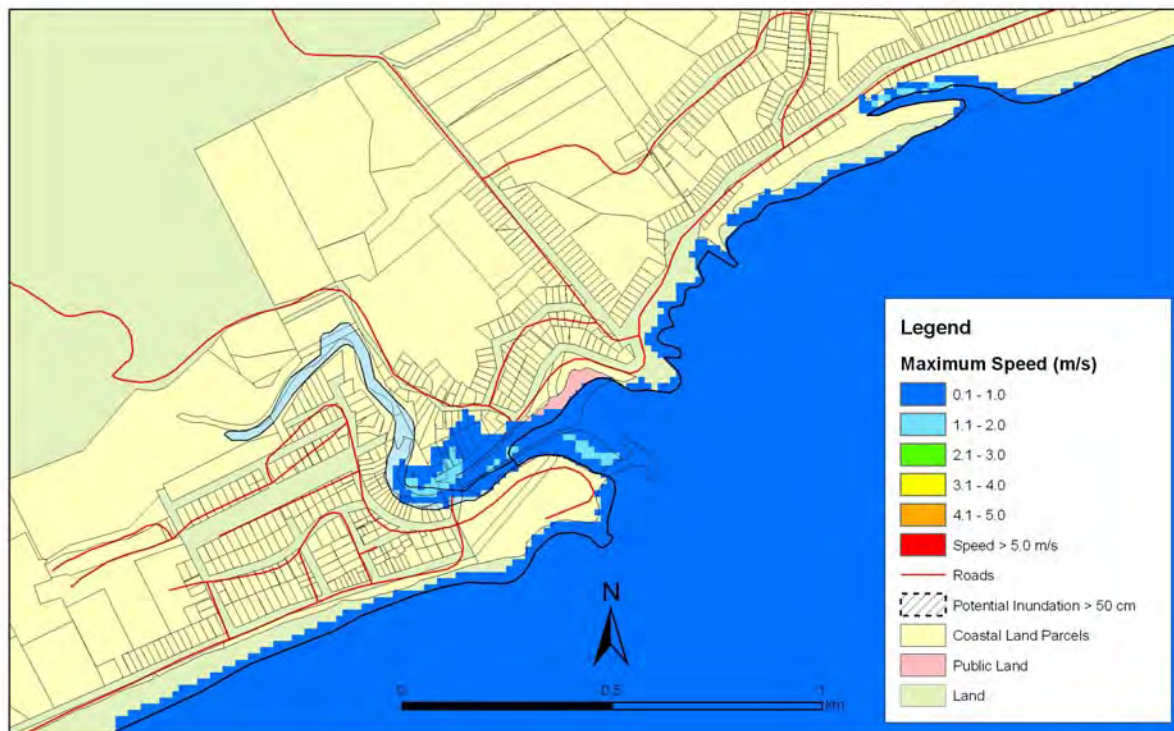 Legend
Maximum Speed (m/s)
0.1 - 1.0
1.1 - 2.0
2.1 - 3.0
3.1 - 4.0
4.1 - 5.0
Speed > 5.0 m/s
Roads
Potential Inundation > 50 cm
Coastal Land Parcels
Public Land
Land
N
0 0.5 1
km